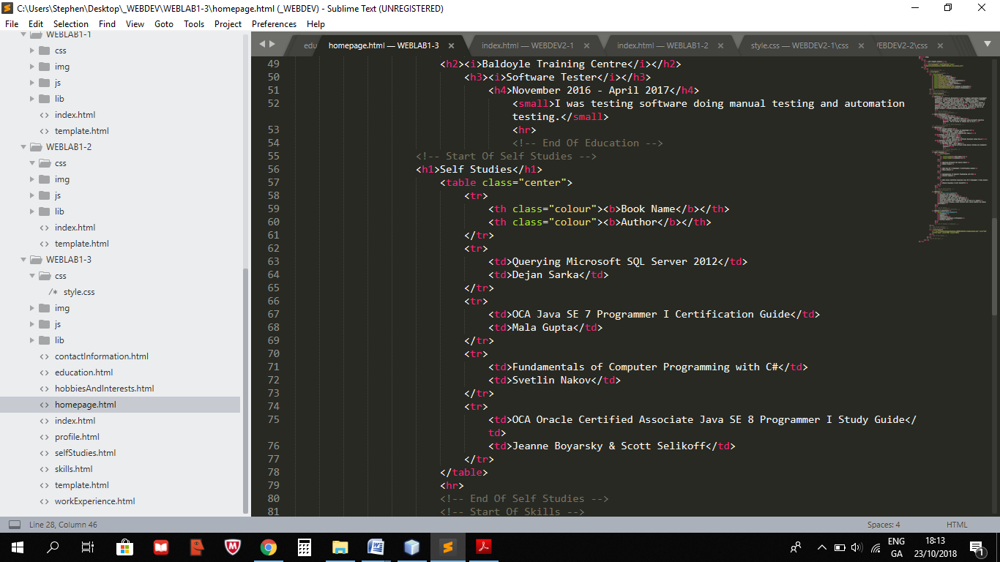 C:\Users\Stephen\Desktop\_WEBDEV\WEBLAB1-3\homepage.html (_WEBDEV) - Sublime Text (UNREGISTERED)
File Edit Selection Find View Goto Tools Project Preferences Help
WEBLAB1-1
css
img
js
lib
<> index.html
<> template.html
WEBLAB1-2
css
img
js
lib
<> index.html
<> template.html
WEBLAB1-3
css
/* style.css
img
js
lib
<> contactInformation.html
<> education.html
<> hobbiesAndInterests.html
<> homepage.html
<> index.html
<> profile.html
<> selfStudies.html
<> skills.html
<> template.html
<> workExperience.html
edu homepage.html — WEBLAB1-3 × index.html — WEBDEV2-1 × index.html — WEBLAB1-2 × style.css — WEBDEV2-1\css × /EBDEV2-2\css ×
49 <h2><i>Baldoyle Training Centre</i></h2>
50 <h3><i>Software Tester</i></h3>
51 <h4>November 2016 - April 2017</h4>
52 <small>I was testing software doing manual testing and automation
testing.</small>
53 <hr>
54 <!-- End Of Education -->
55 <!-- Start Of Self Studies -->
56 <h1>Self Studies</h1>
57 <table class="center">
58 <tr>
59 <th class="colour"><b>Book Name</b></th>
60 <th class="colour"><b>Author</b></th>
61 </tr>
62 <tr>
63 <td>Querying Microsoft SQL Server 2012</td>
64 <td>Dejan Sarka</td>
65 </tr>
66 <tr>
67 <td>OCA Java SE 7 Programmer I Certification Guide</td>
68 <td>Mala Gupta</td>
69 </tr>
70 <tr>
71 <td>Fundamentals of Computer Programming with C#</td>
72 <td>Svetlin Nakov</td>
73 </tr>
74 <tr>
75 <td>OCA Oracle Certified Associate Java SE 8 Programmer I Study Guide</
td>
76 <td>Jeanne Boyarsky & Scott Selikoff</td>
77 </tr>
78 </table>
79 <hr>
80 <!-- End Of Self Studies -->
81 <!-- Start Of Skills -->
Line 28, Column 46 Spaces: 4 HTML
ENG 18:13
GA 23/10/2018 1